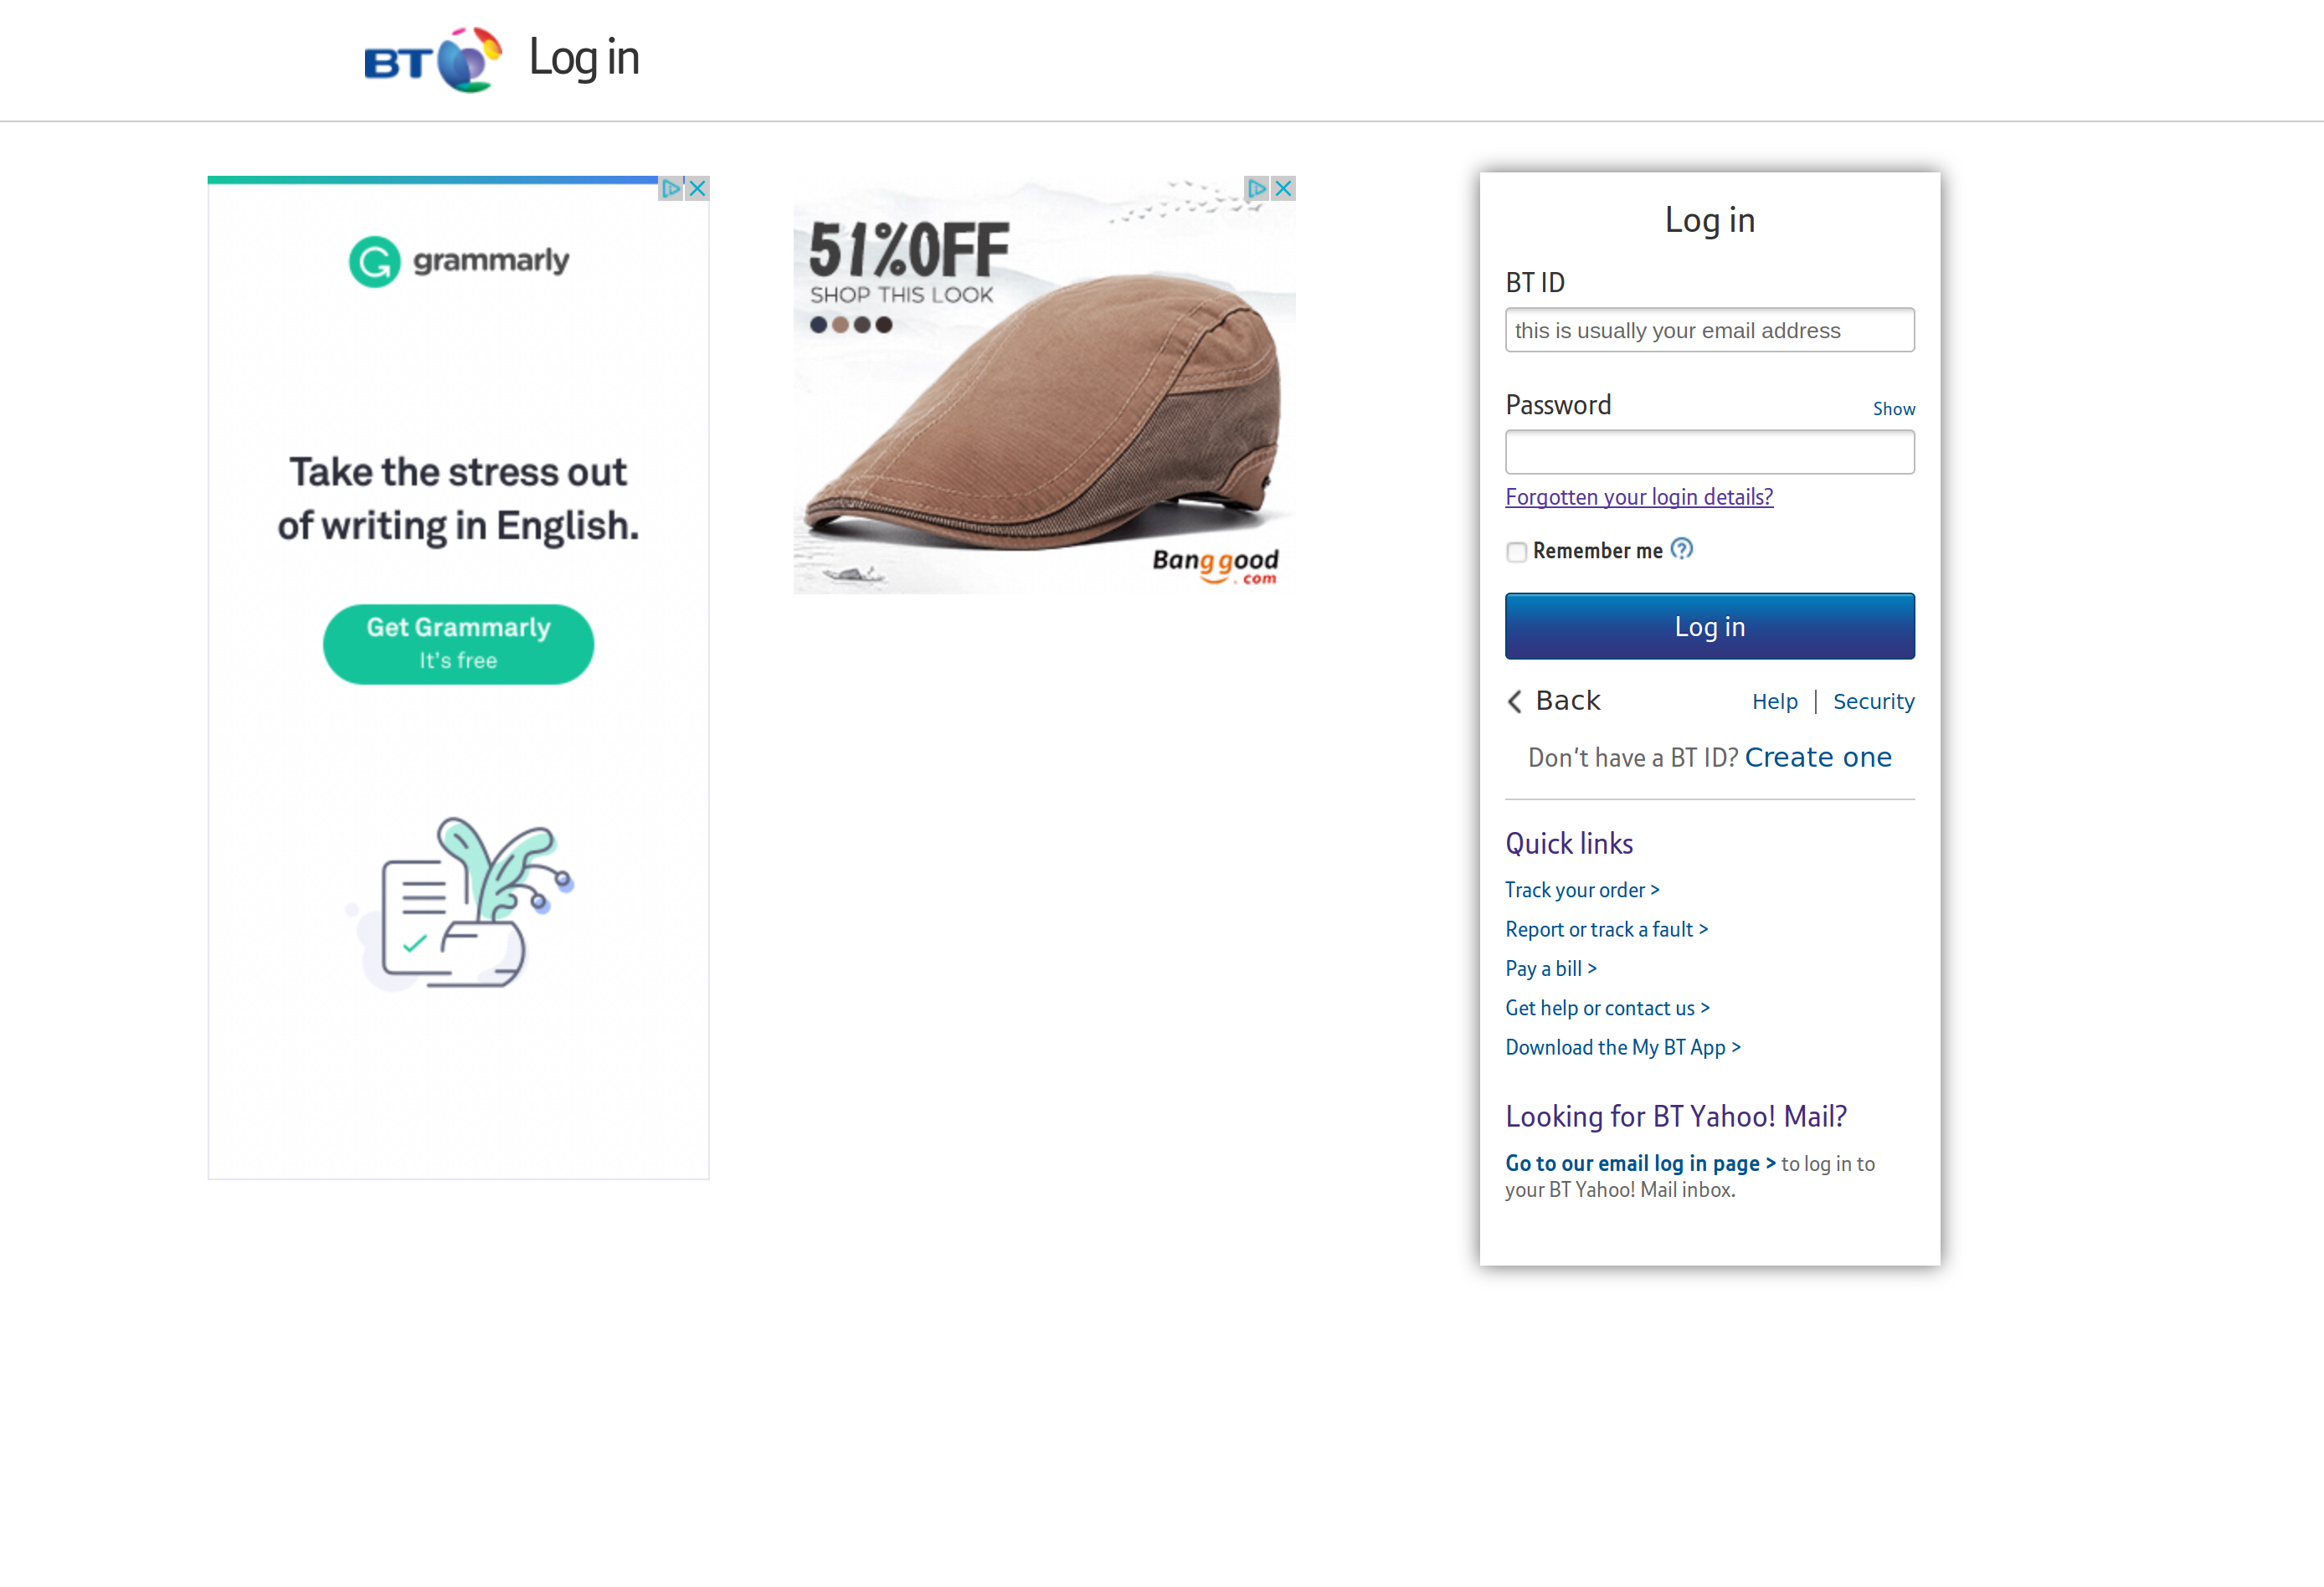 BT Log in
grammarly
Take the stress out
of writing in English.
Get Grammarly
It's free
51%OFF
SHOP THIS LOOK
Banggood
.com
Log in
BT ID
this is usually your email address
Password Show
Forgotten your login details?
Remember me ?
Log in
Back Help | Security
Don't have a BT ID? Create one
Quick links
Track your order >
Report or track a fault >
Pay a bill >
Get help or contact us >
Download the My BT App >
Looking for BT Yahoo! Mail?
Go to our email log in page > to log in to
your BT Yahoo! Mail inbox.